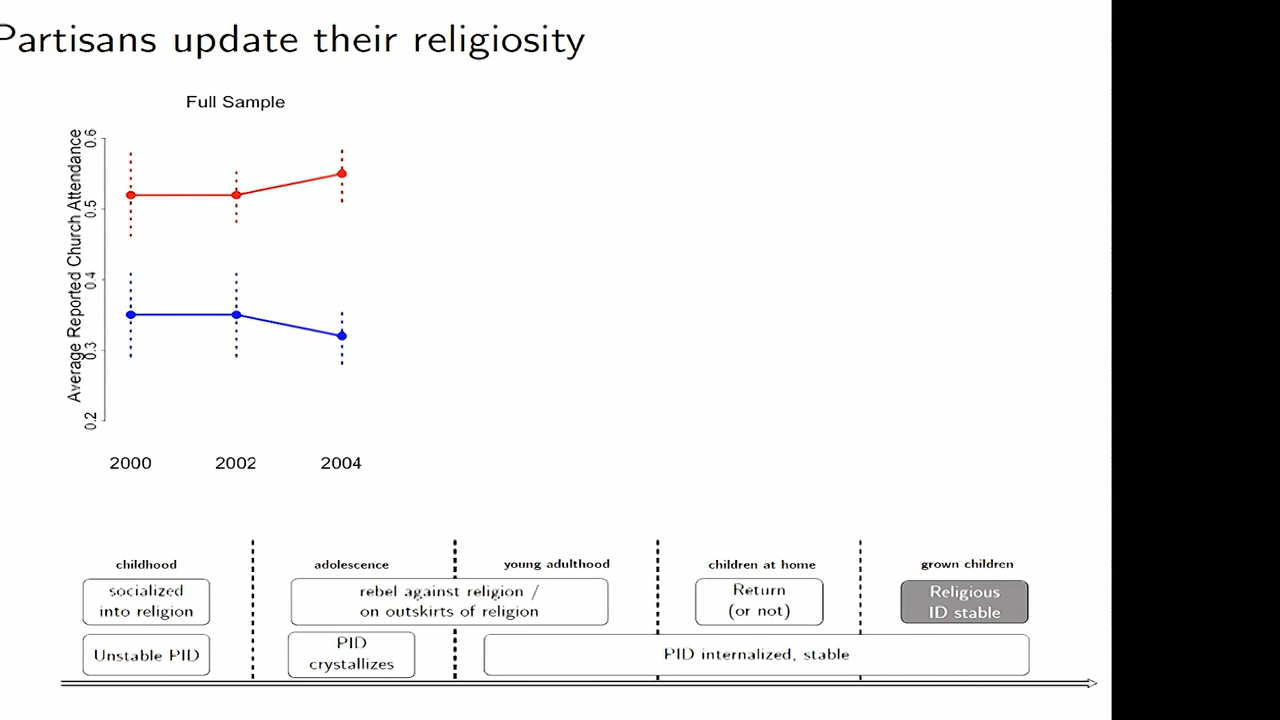 Partisans update their religiosity
Full Sample
Average Reported Church Attendance
0.6
0.5
0.4
0.3
0.2
2000 2002 2004
childhood adolescence young adulthood children at home grown children
socialized
into religion
rebel against religion /
on outskirts of religion
Return
(or not)
Religious
ID stable
Unstable PID
PID
crystallizes
PID internalized, stable